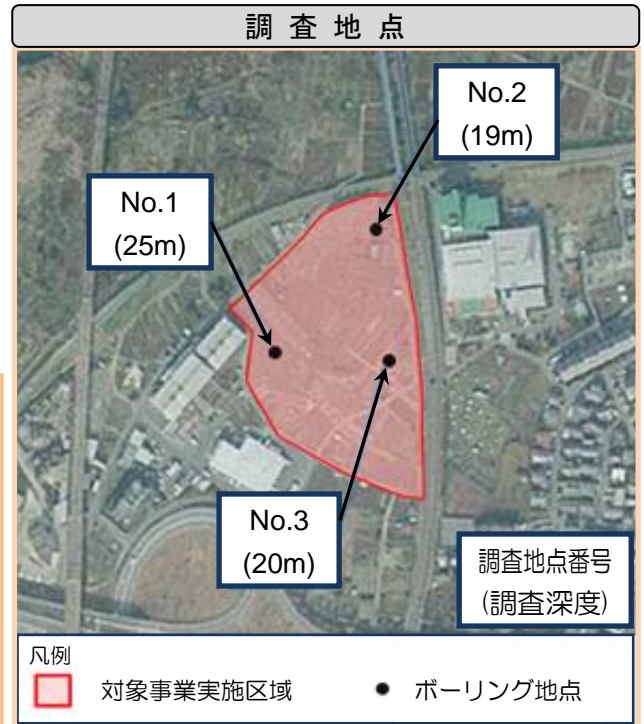 調査地点
No.2
(19m)
No.1
(25m)
No.3
(20m)
調査地点番号
(調査深度)
凡例
対象事業実施区域
ボーリング地点